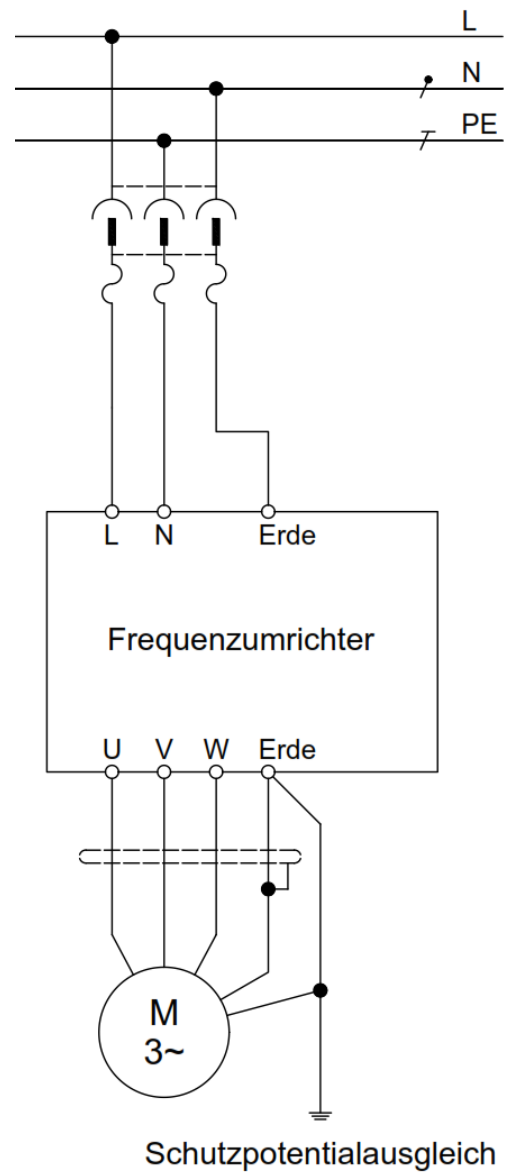 L
N
PE
L N Erde
Frequenzumrichter
U V W Erde
M
3~
Schutzpotentialausgleich